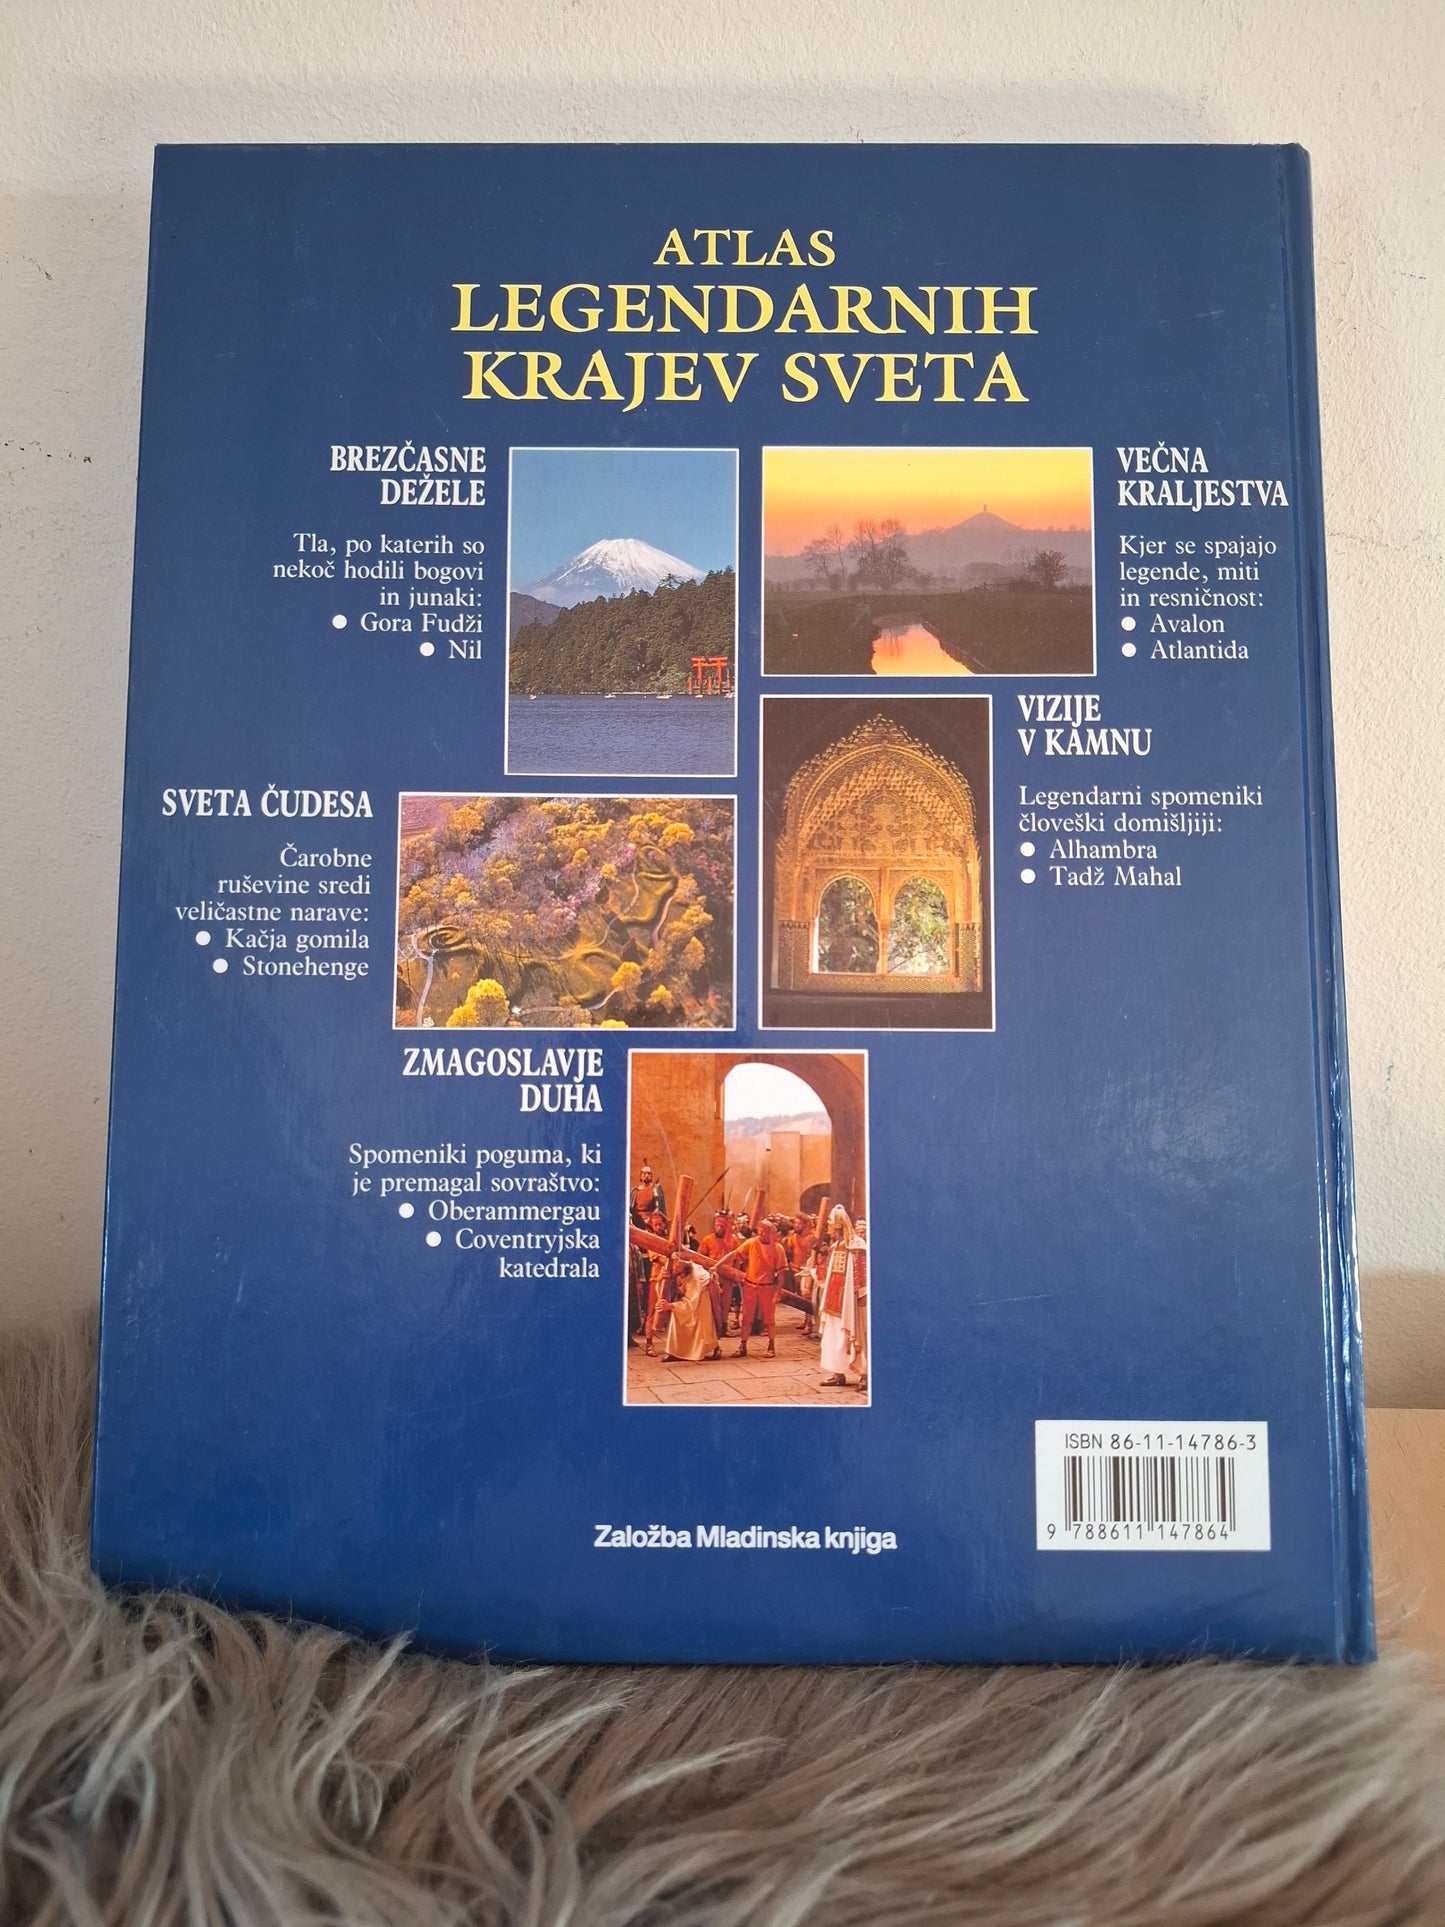 ATLAS
LEGENDARNIH
KRAJEV SVETA
BREZČASNE
DEŽELE
Tla, po katerih so
nekoč hodili bogovi
in junaki:
● Gora Fudži
● Nil
VEČNA
KRALJESTVA
Kjer se spajajo
legende, miti
in resničnost:
● Avalon
● Atlantida
VIZIJE
V KAMNU
Legendarni spomeniki
človeški domišljiji:
● Alhambra
● Tadž Mahal
SVETA ČUDESA
Čarobne
ruševine sredi
veličastne narave:
● Kačja gomila
● Stonehenge
ZMAGOSLAVJE
DUHA
Spomeniki poguma, ki
je premagal sovraštvo:
● Oberammergau
● Coventryjska
katedrala
ISBN 86-11-14786-3
9 788611 147864
Založba Mladinska knjiga